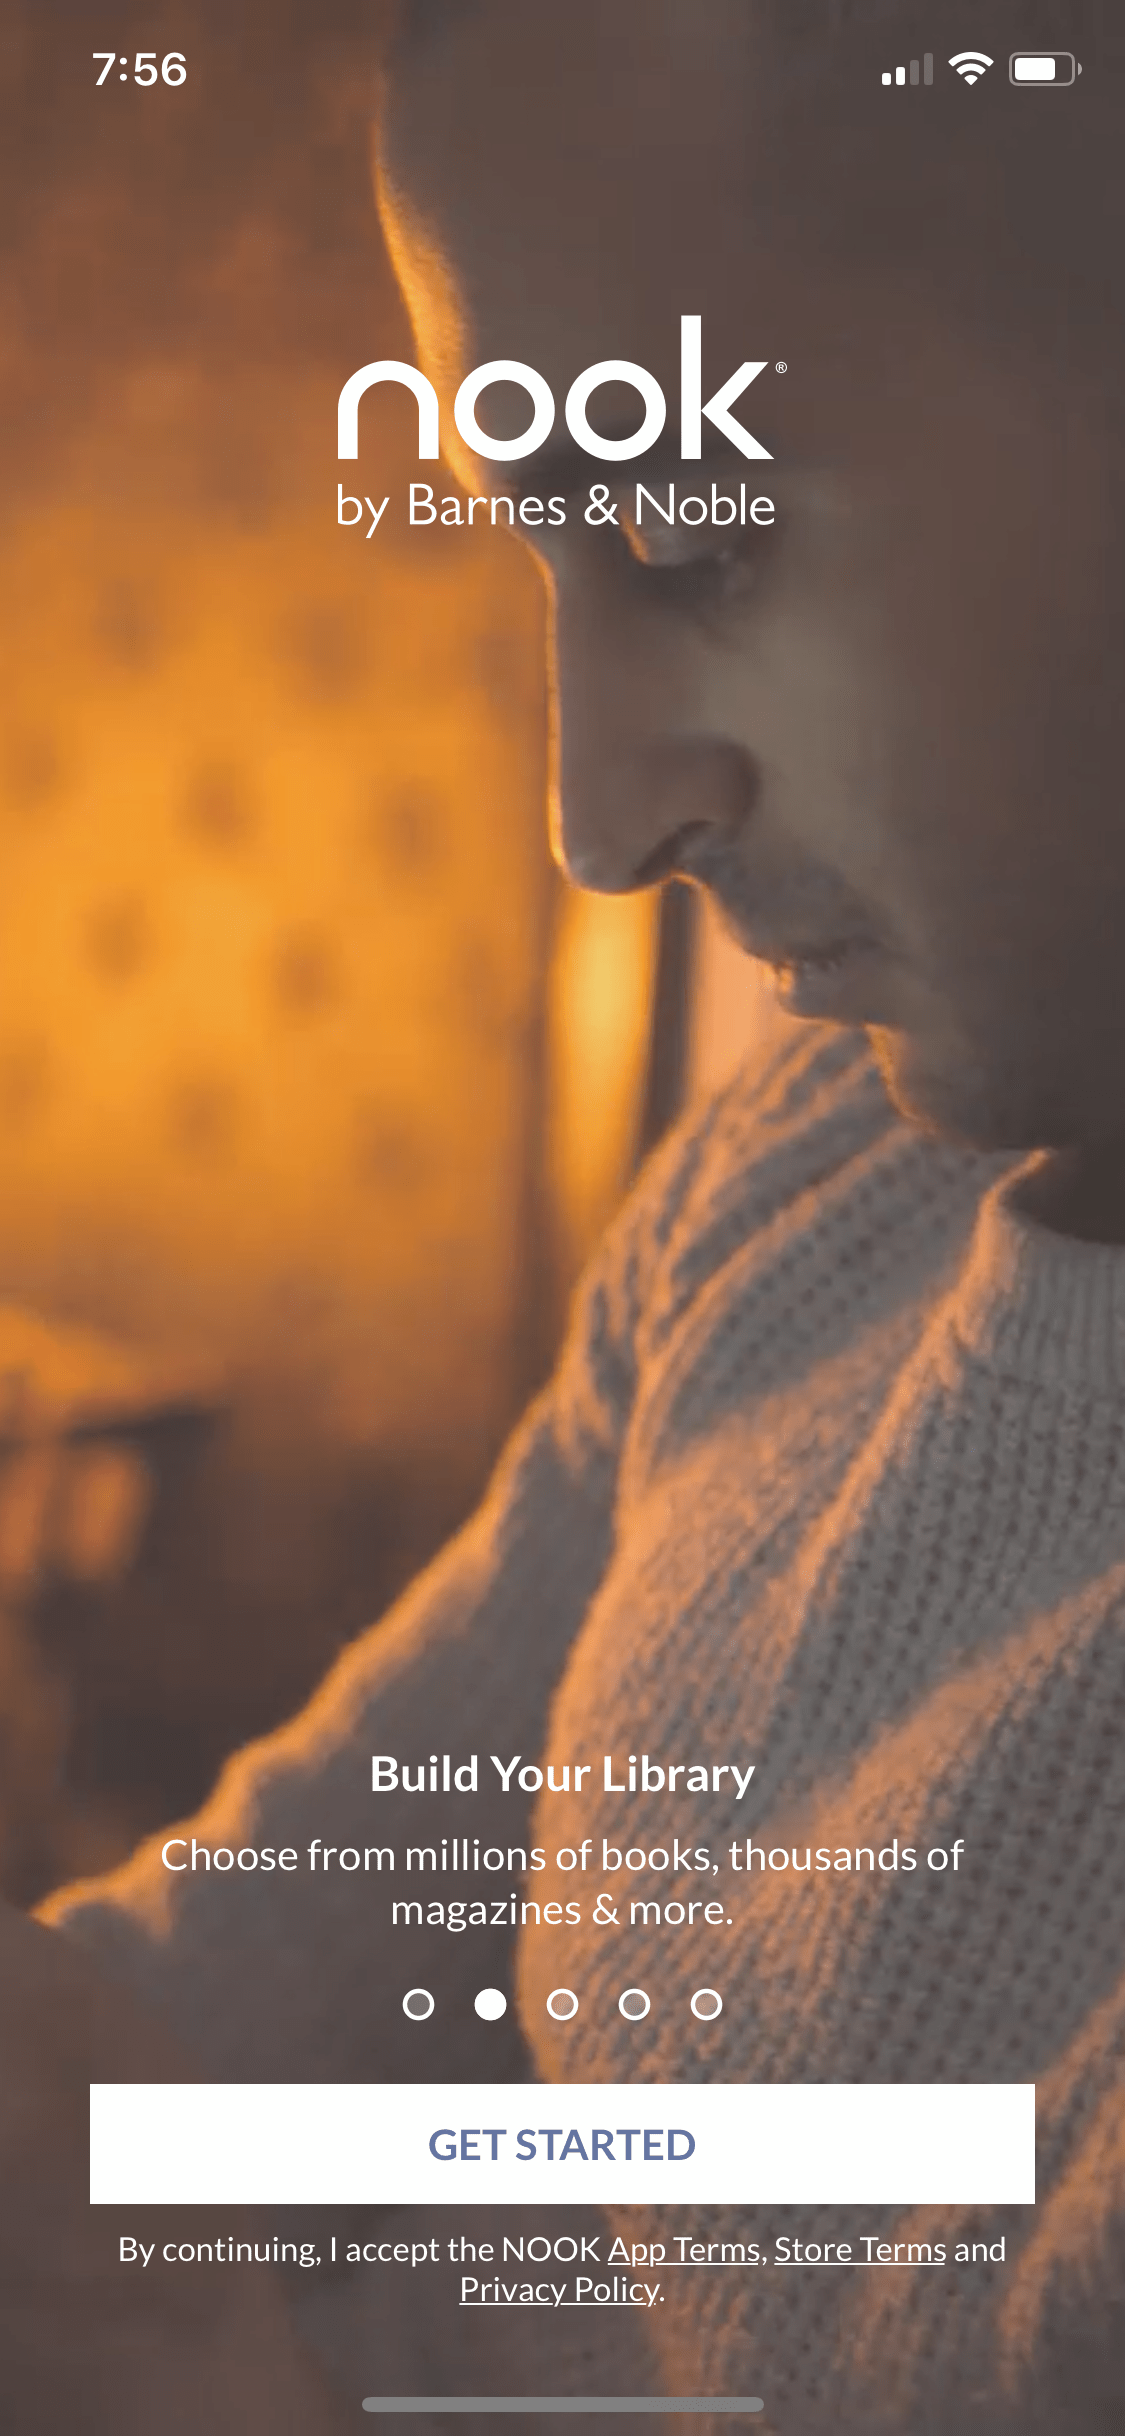 7:56
nook®
by Barnes & Noble
Build Your Library
Choose from millions of books, thousands of
magazines & more.
GET STARTED
By continuing, I accept the NOOK App Terms, Store Terms and
Privacy Policy.